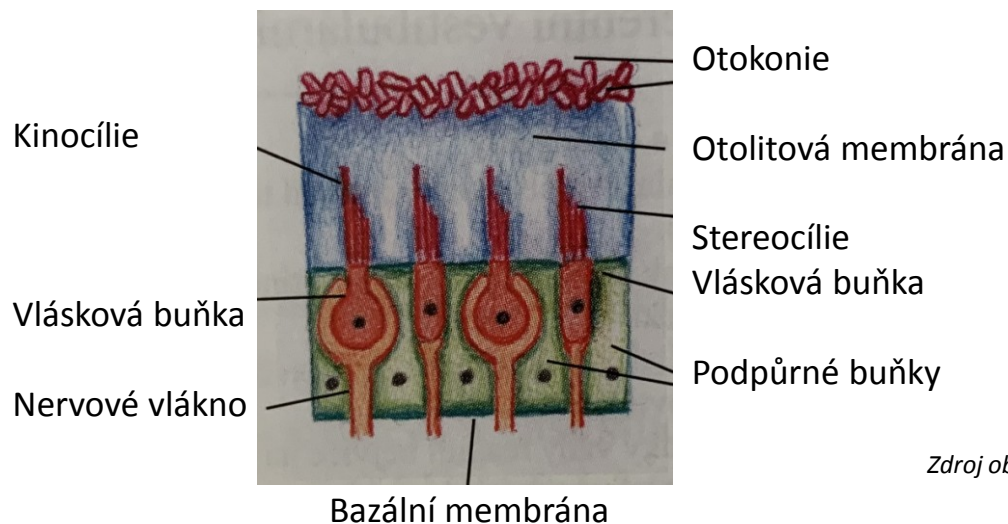 Otokonie
Kinocílie
Otolitová membrána
Stereocílie
Vlásková buňka
Vlásková buňka
Podpůrné buňky
Nervové vlákno
Zdroj ob
Bazální membrána